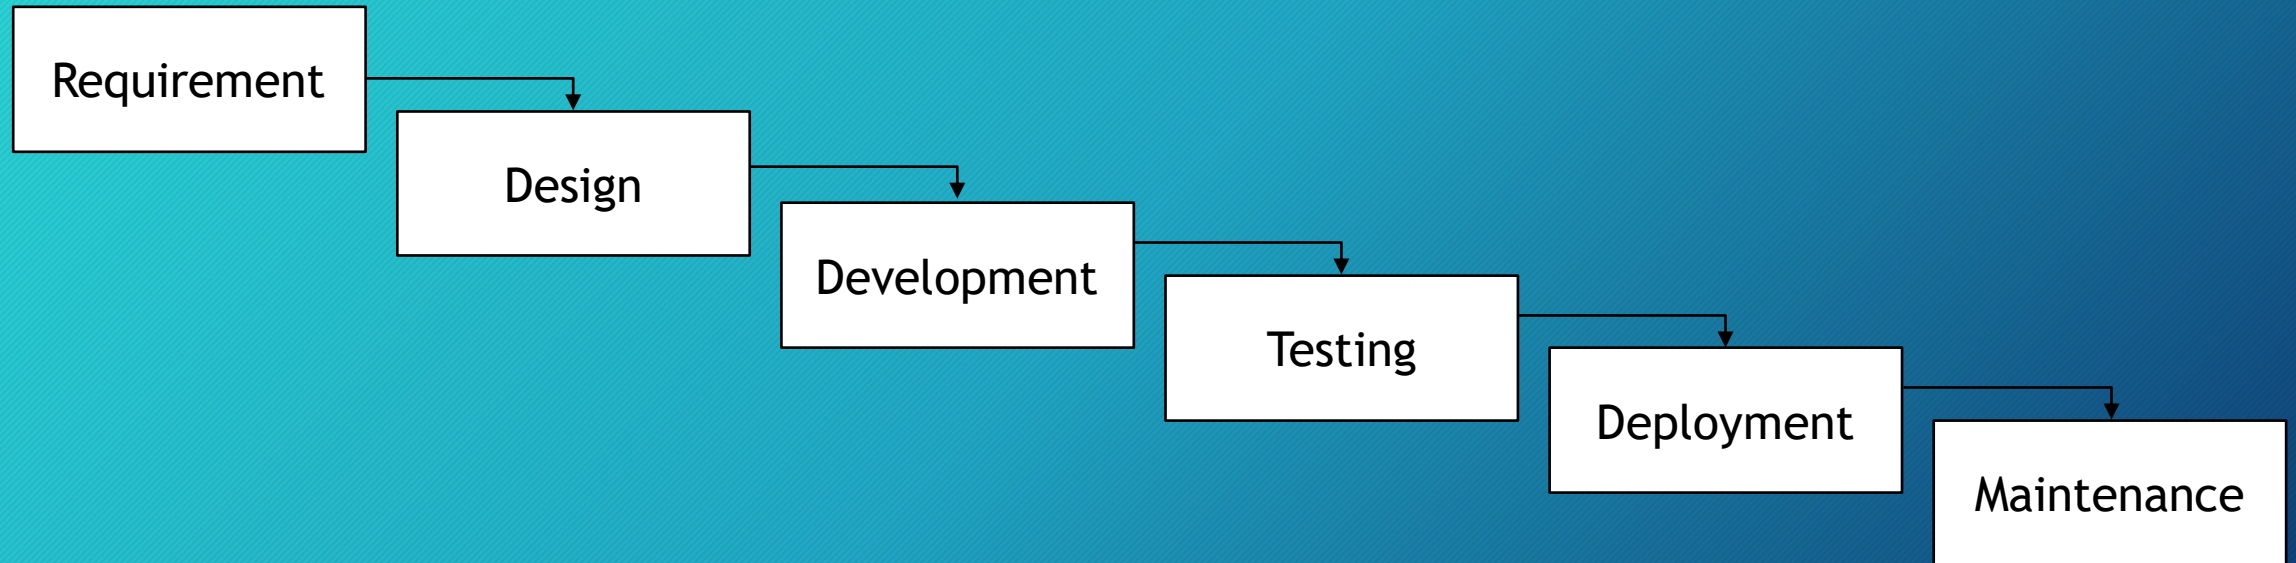 Requirement
Design
Development
Testing
Deployment
Maintenance